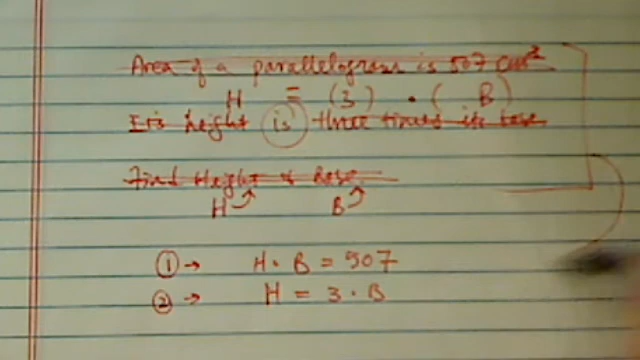 Area of a parallelogram is 507 cm²
H = (3) · ( B)
Its height is three times its base
Find Height & Base
H B
① → H · B = 507
② → H = 3 · B